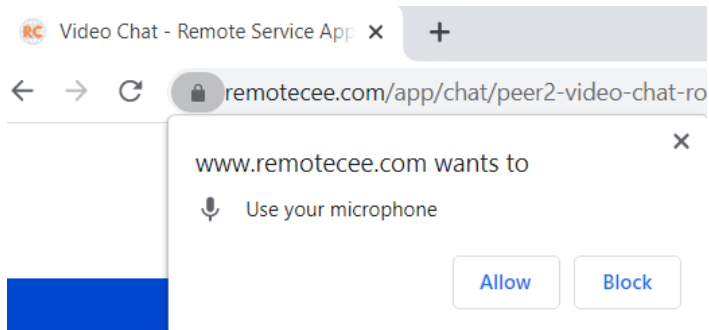 RC Video Chat - Remote Service App
remotecee.com/app/chat/peer2-video-chat-ro
www.remotecee.com wants to
Use your microphone
Allow Block